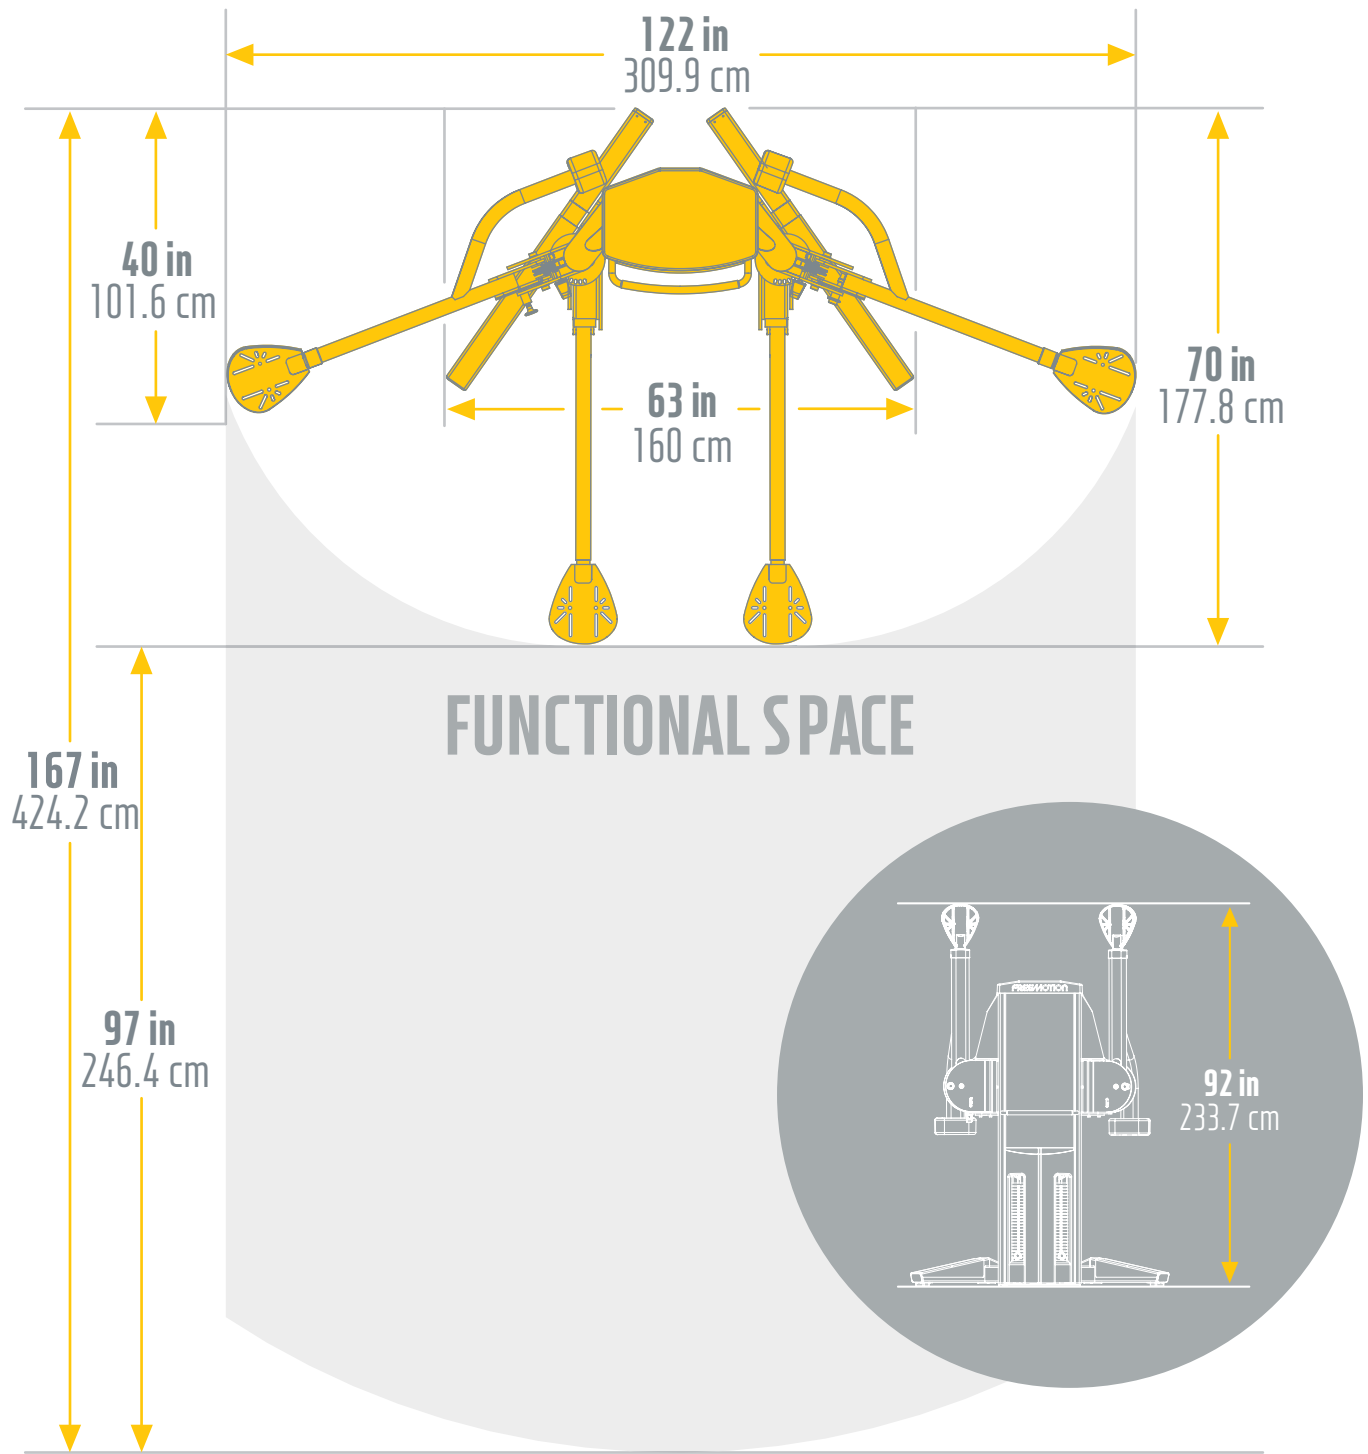 122 in
309.9 cm
40 in
101.6 cm
70 in
177.8 cm
63 in
160 cm
FUNCTIONAL SPACE
167 in
424.2 cm
97 in
246.4 cm
FREEMOTION
92 in
233.7 cm